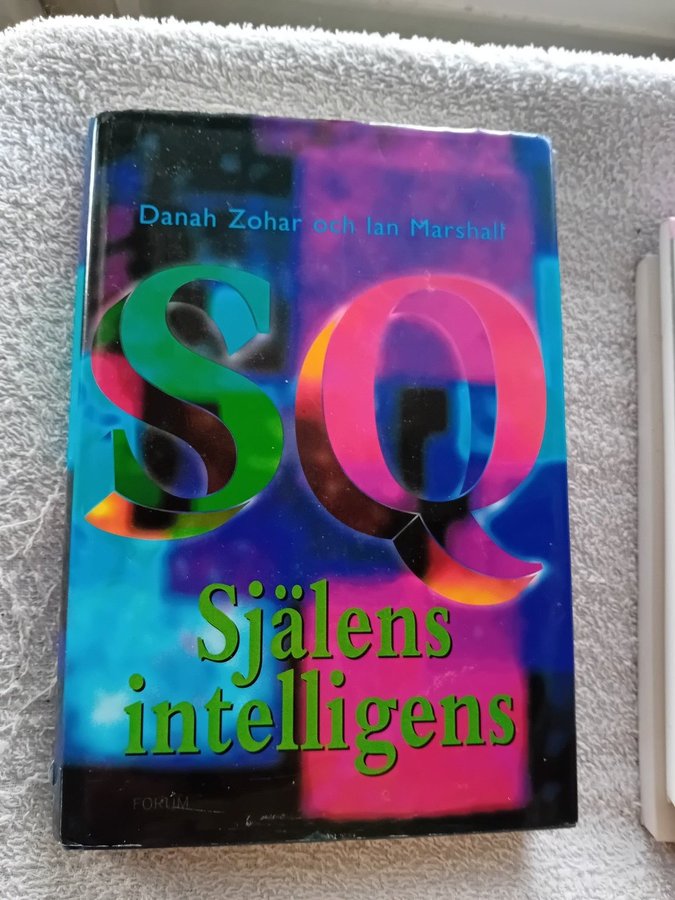 Danah Zohar och Ian Marshall
SQ
Själens
intelligens
FORUM